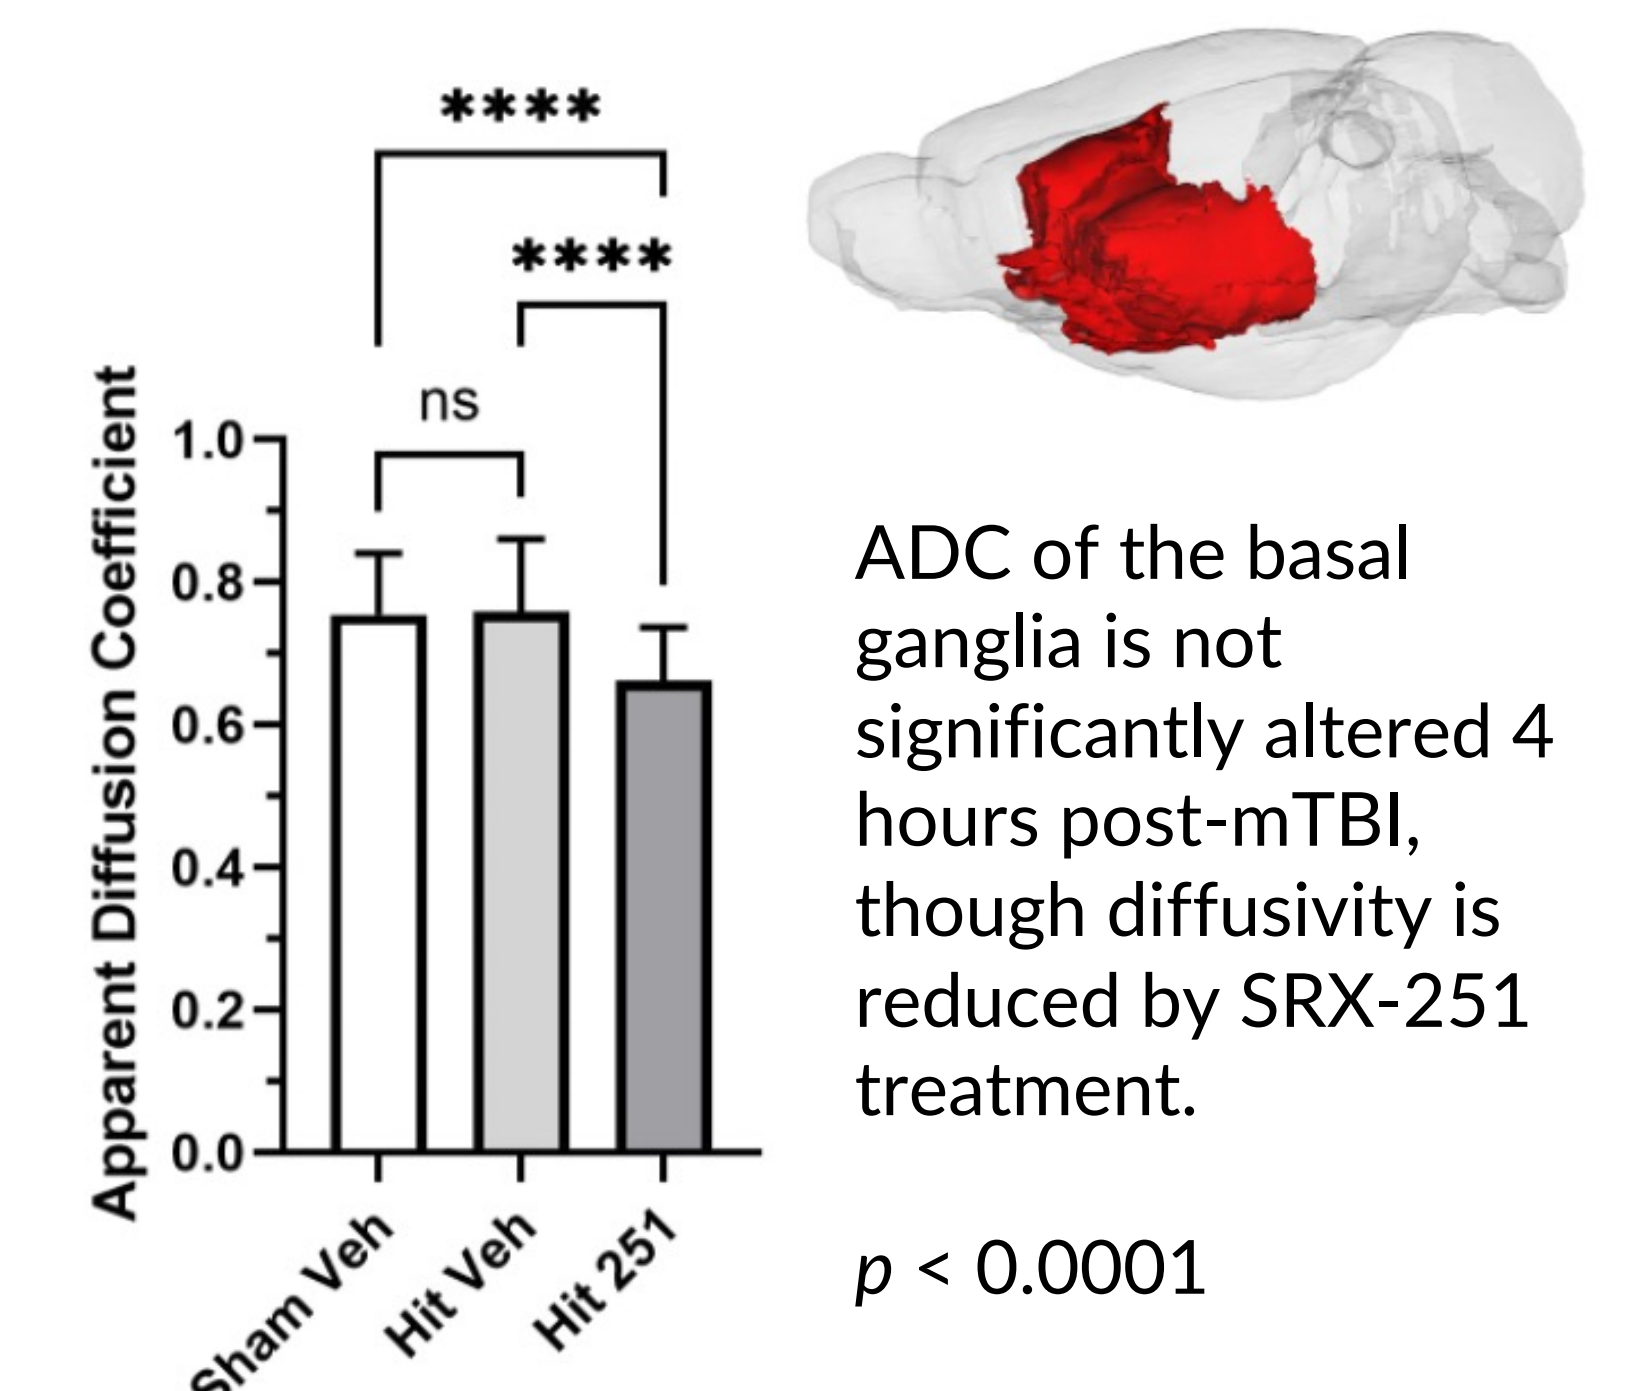 ****
****
ns
Apparent Diffusion Coefficient
1.0
0.8
0.6
0.4
0.2
0.0
Sham Veh
Hit Veh
Hit 251
ADC of the basal
ganglia is not
significantly altered 4
hours post-mTBI,
though diffusivity is
reduced by SRX-251
treatment.
p < 0.0001